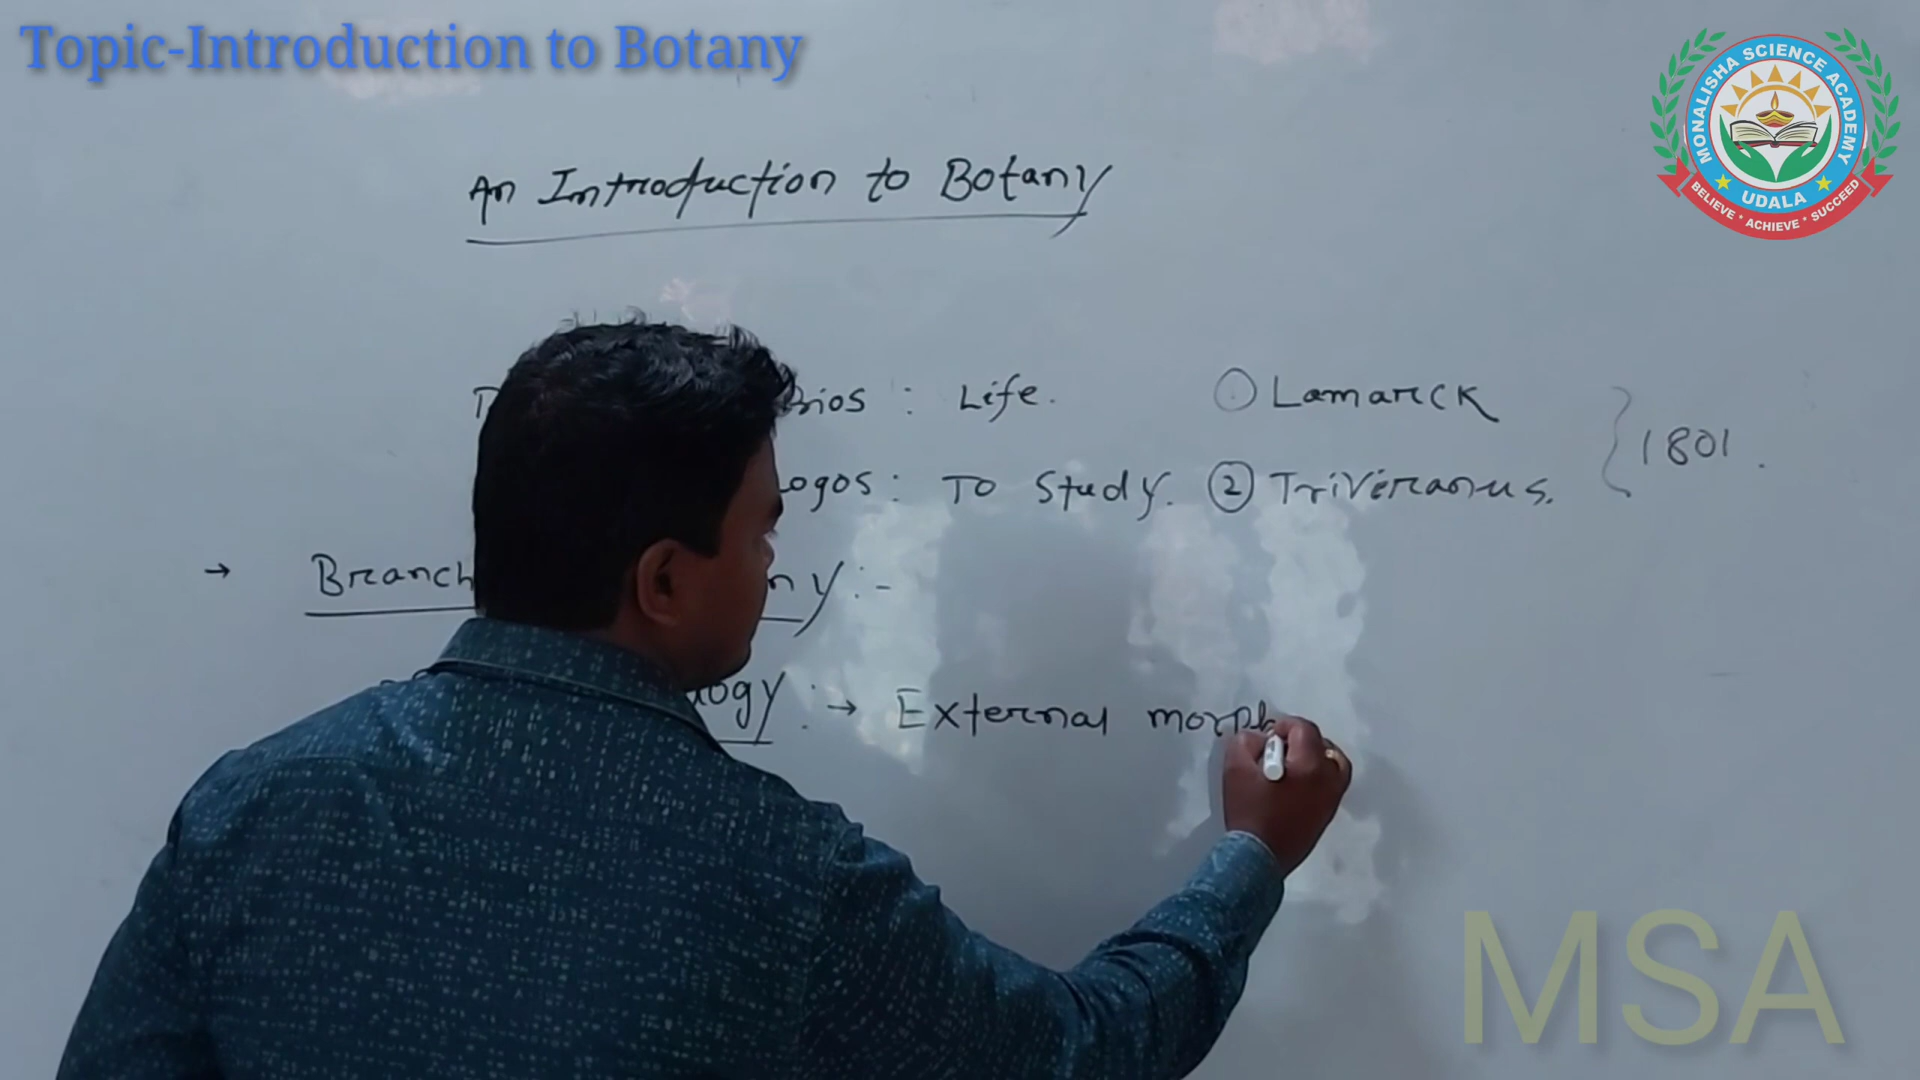 Topic-Introduction to Botany
MONALISHA SCIENCE ACADEMY
UDALA
BELIEVE * ACHIEVE * SUCCEED
An Introduction to Botany
Bios : Life. ① Lamarck
Logos : To Study. ② Triveranus. } 1801.
→ Branch ny :-
logy : → External morph
MSA